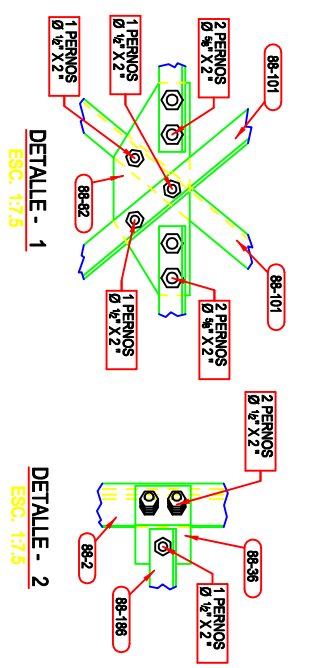 88-101
2 PERNOS
Ø ⅝" X 2"
1 PERNOS
Ø ½" X 2"
1 PERNOS
Ø ½" X 2"
88-82
88-101
2 PERNOS
Ø ⅝" X 2"
1 PERNOS
Ø ½" X 2"
DETALLE - 1
ESC. 1:7.5
2 PERNOS
Ø ½" X 2"
88-36
1 PERNOS
Ø ½" X 2"
88-2
88-186
DETALLE - 2
ESC. 1:7.5